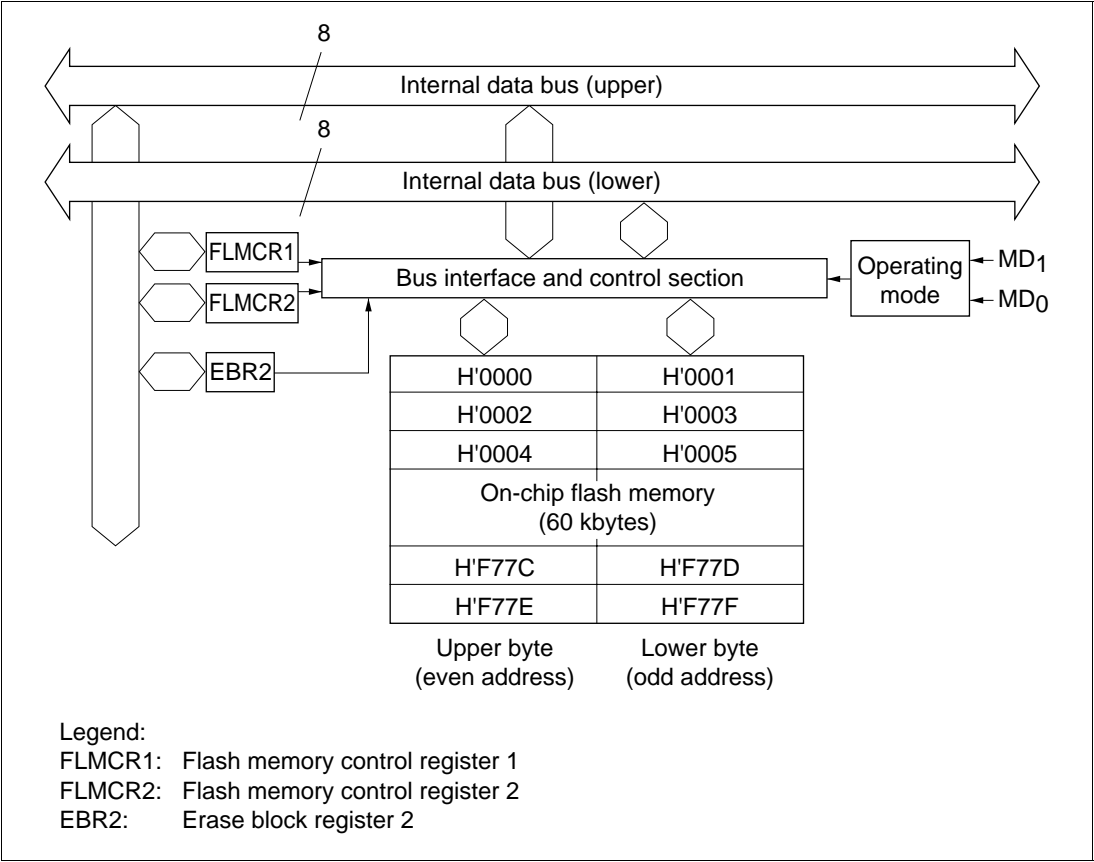 8
Internal data bus (upper)
8
Internal data bus (lower)
FLMCR1
Bus interface and control section
Operating
mode
MD1
MD0
FLMCR2
EBR2
H'0000 H'0001
H'0002 H'0003
H'0004 H'0005
On-chip flash memory
(60 kbytes)
H'F77C H'F77D
H'F77E H'F77F
Upper byte
(even address)
Lower byte
(odd address)
Legend:
FLMCR1: Flash memory control register 1
FLMCR2: Flash memory control register 2
EBR2: Erase block register 2